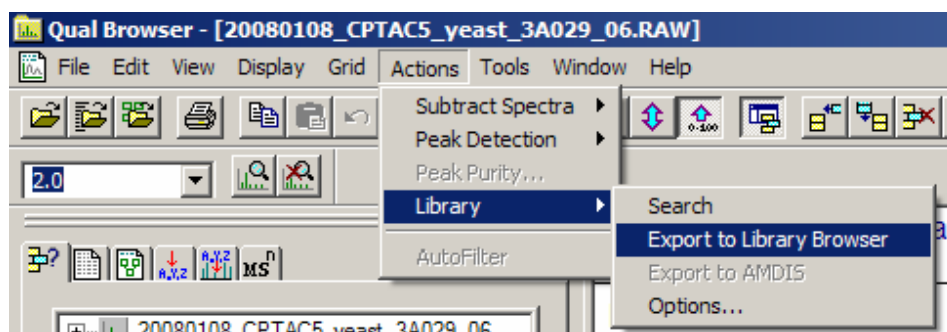 Qual Browser - [20080108_CPTAC5_yeast_3A029_06.RAW]
File Edit View Display Grid Actions Tools Window Help
Subtract Spectra
Peak Detection
Peak Purity...
Library
AutoFilter
Search
Export to Library Browser
Export to AMDIS
Options...
0-100
2.0
A,Y,Z
A,Y,Z
MSⁿ
20080108_CPTAC5_yeast_3A029_06